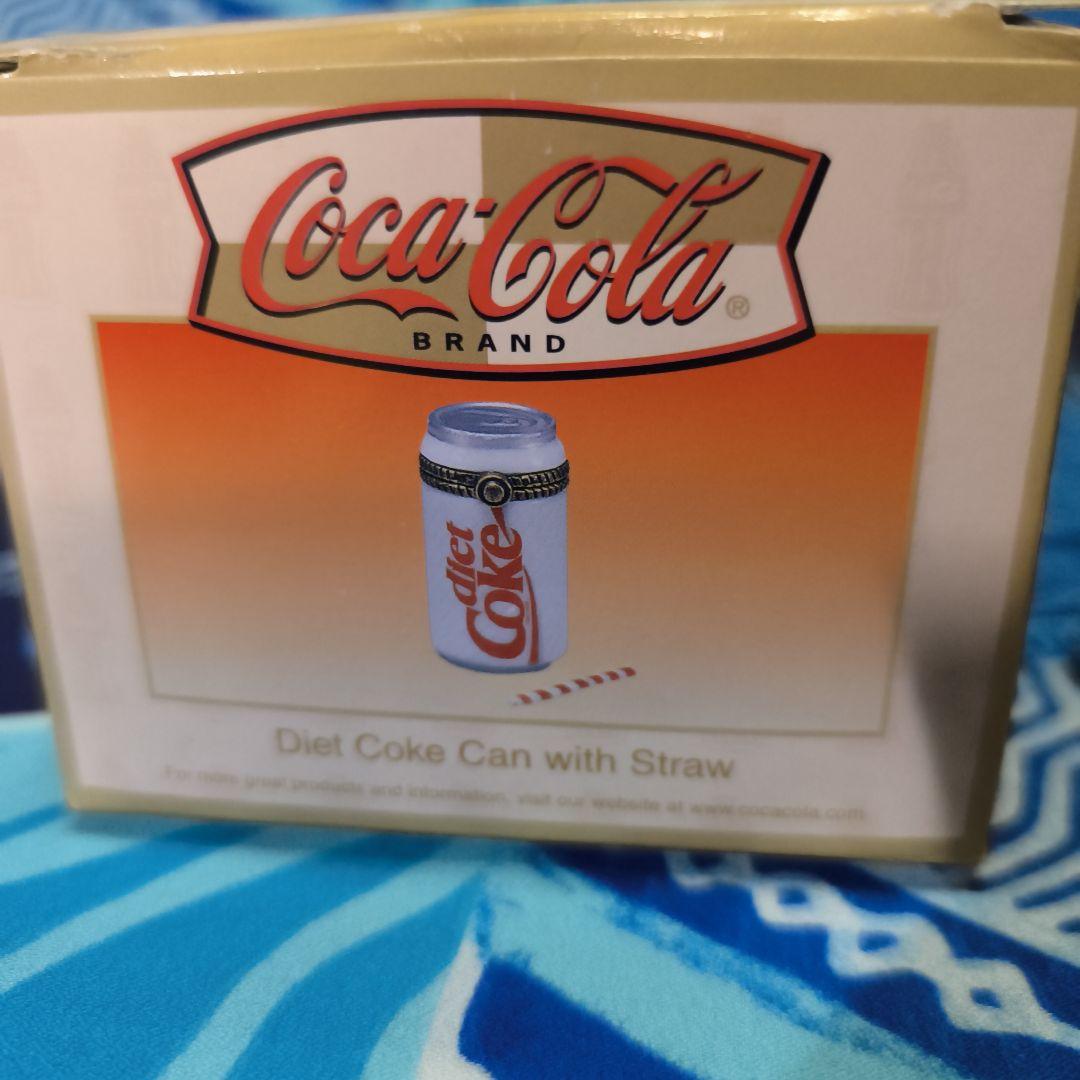 Coca-Cola ®
BRAND
diet
Coke
Diet Coke Can with Straw
For more great products and information, visit our website at www.cocacola.com